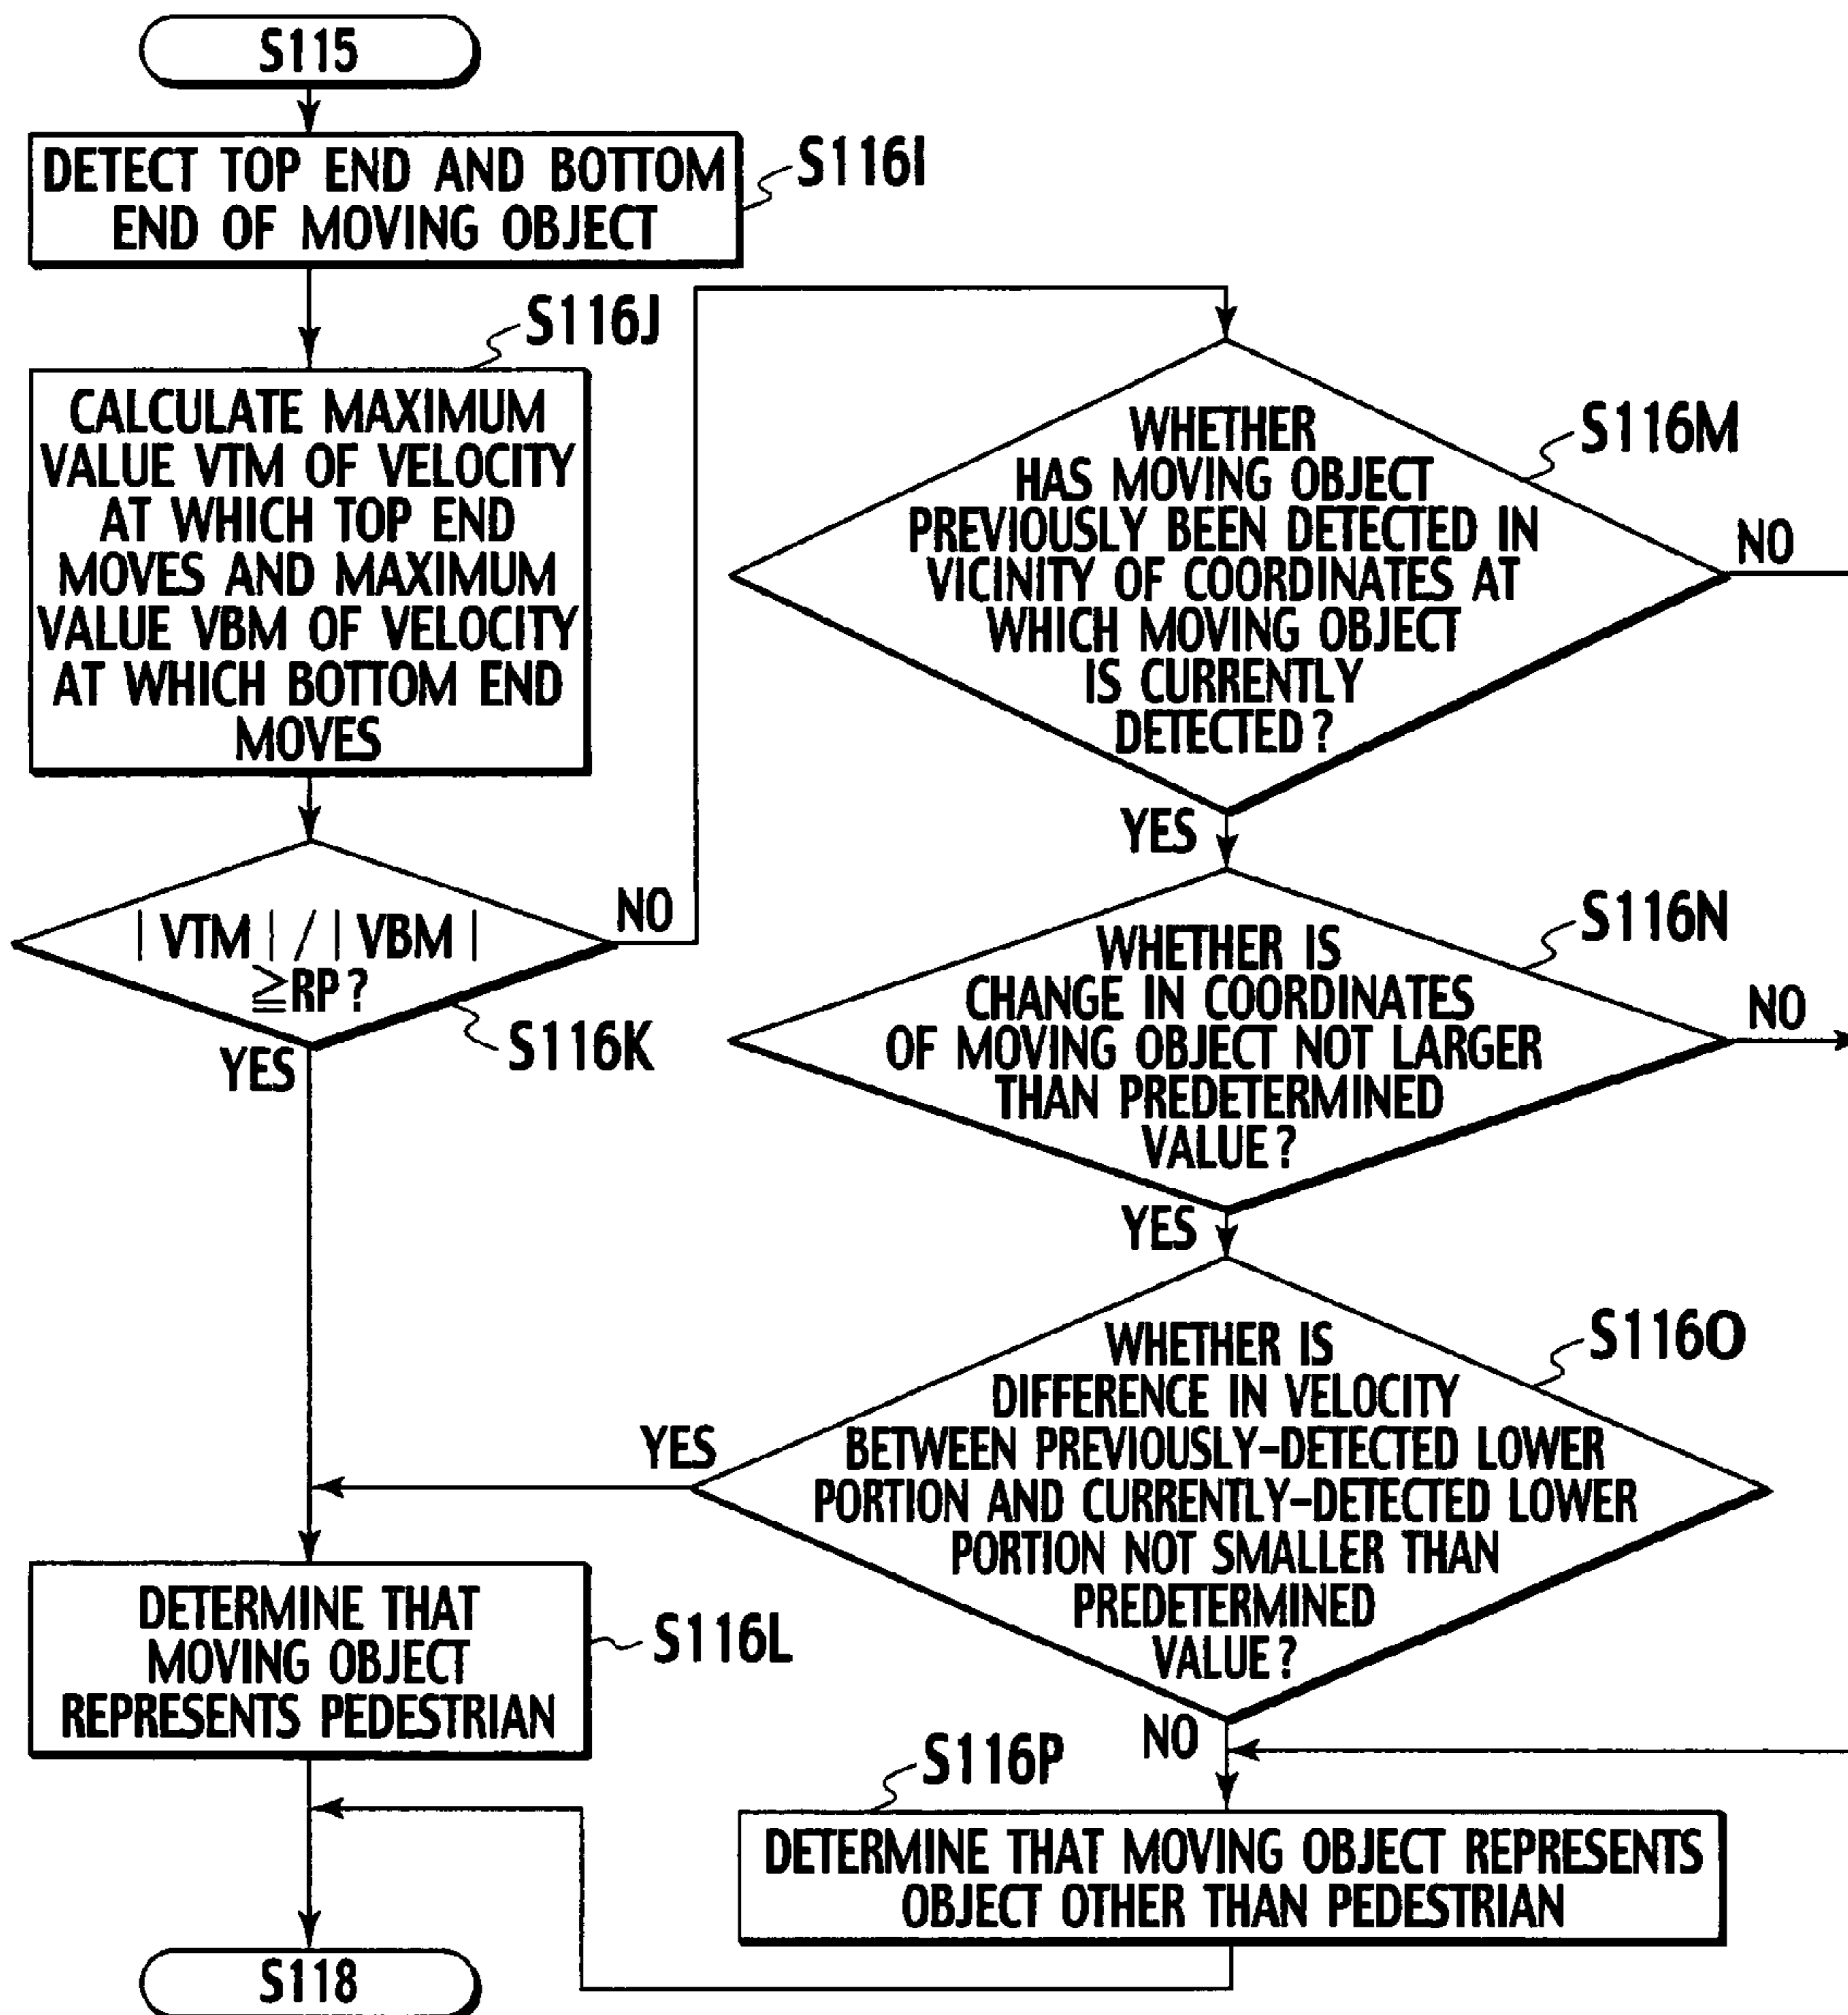 S115
DETECT TOP END AND BOTTOM
END OF MOVING OBJECT
S116I
S116J
CALCULATE MAXIMUM
VALUE VTM OF VELOCITY
AT WHICH TOP END
MOVES AND MAXIMUM
VALUE VBM OF VELOCITY
AT WHICH BOTTOM END
MOVES
| VTM | / | VBM |
≧RP?
NO
YES
S116K
WHETHER
HAS MOVING OBJECT
PREVIOUSLY BEEN DETECTED IN
VICINITY OF COORDINATES AT
WHICH MOVING OBJECT
IS CURRENTLY
DETECTED?
S116M
NO
YES
WHETHER IS
CHANGE IN COORDINATES
OF MOVING OBJECT NOT LARGER
THAN PREDETERMINED
VALUE?
S116N
NO
YES
WHETHER IS
DIFFERENCE IN VELOCITY
BETWEEN PREVIOUSLY-DETECTED LOWER
PORTION AND CURRENTLY-DETECTED LOWER
PORTION NOT SMALLER THAN
PREDETERMINED
VALUE?
S116O
YES
NO
DETERMINE THAT
MOVING OBJECT
REPRESENTS PEDESTRIAN
S116L
S116P
DETERMINE THAT MOVING OBJECT REPRESENTS
OBJECT OTHER THAN PEDESTRIAN
S118